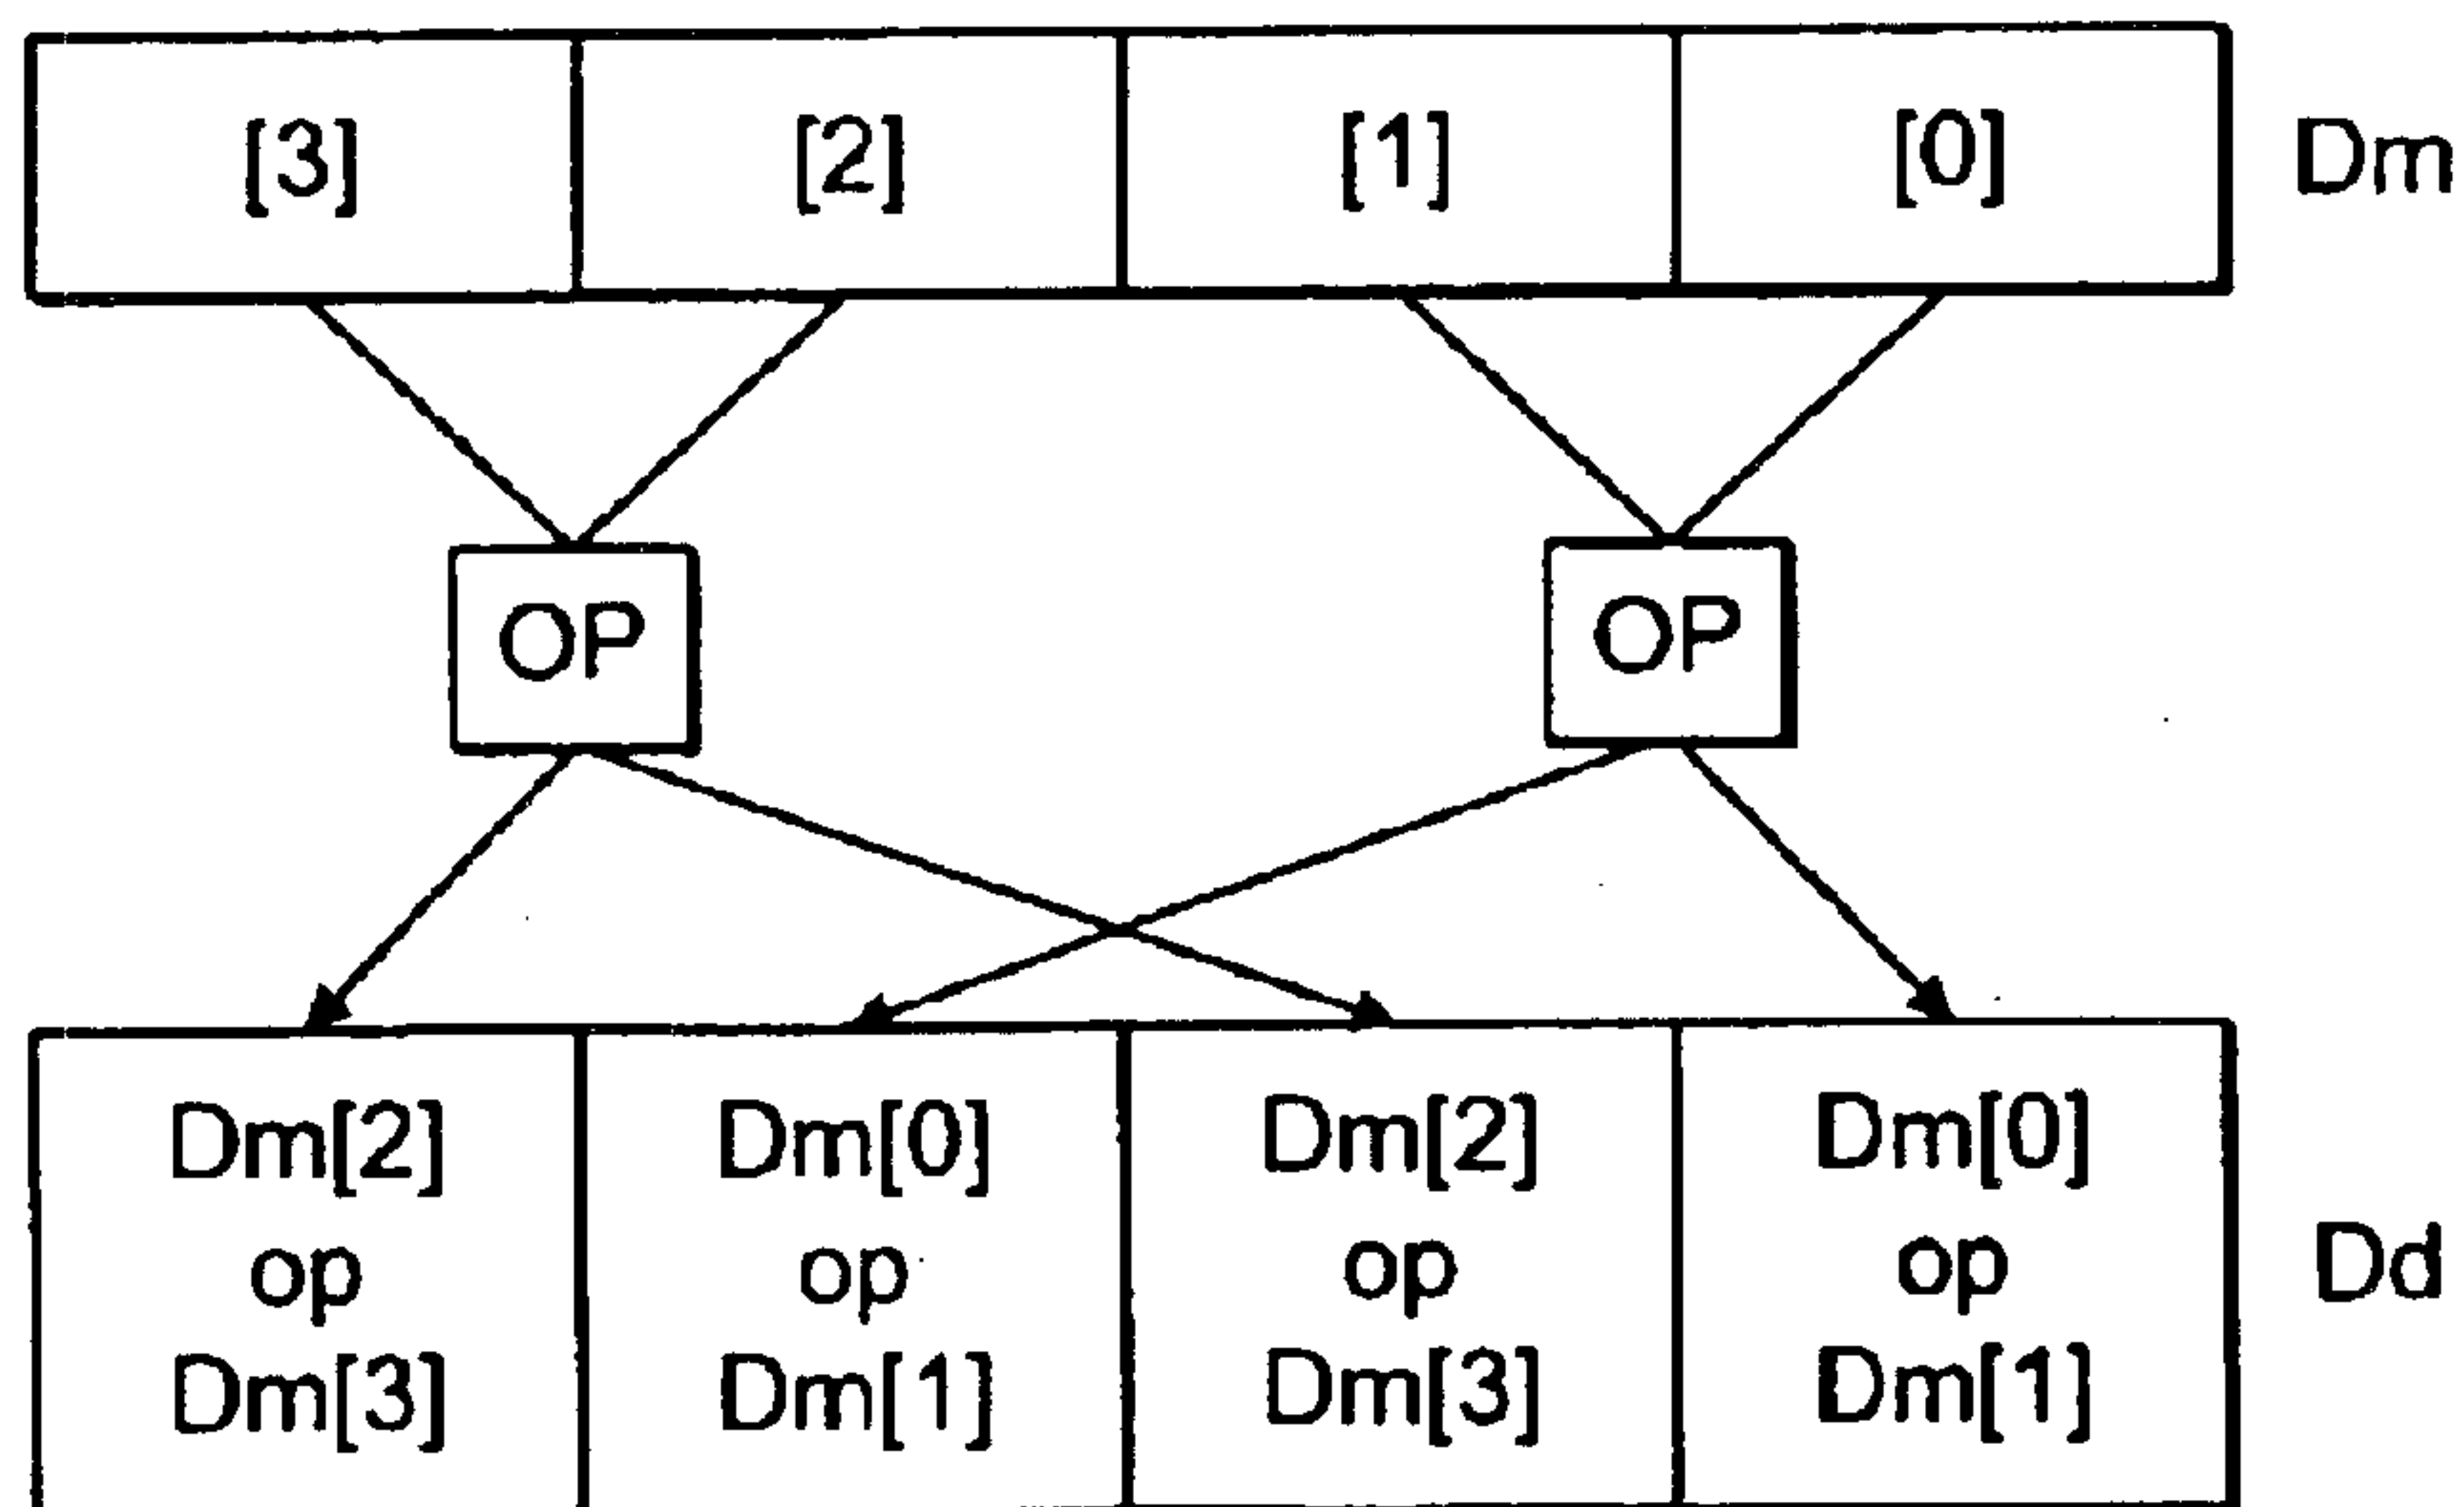 [3] [2] [1] [0] Dm
OP OP
Dm[2] Dm[0] Dm[2] Dm[0]
op op op op Dd
Dm[3] Dm[1] Dm[3] Dm[1]